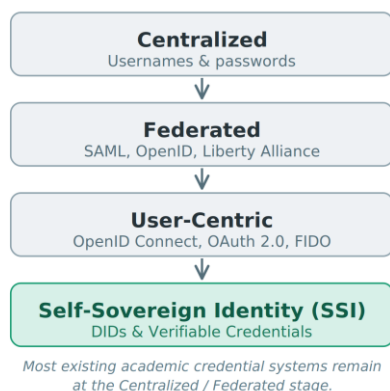 Centralized
Usernames & passwords
Federated
SAML, OpenID, Liberty Alliance
User-Centric
OpenID Connect, OAuth 2.0, FIDO
Self-Sovereign Identity (SSI)
DIDs & Verifiable Credentials
Most existing academic credential systems remain
at the Centralized / Federated stage.